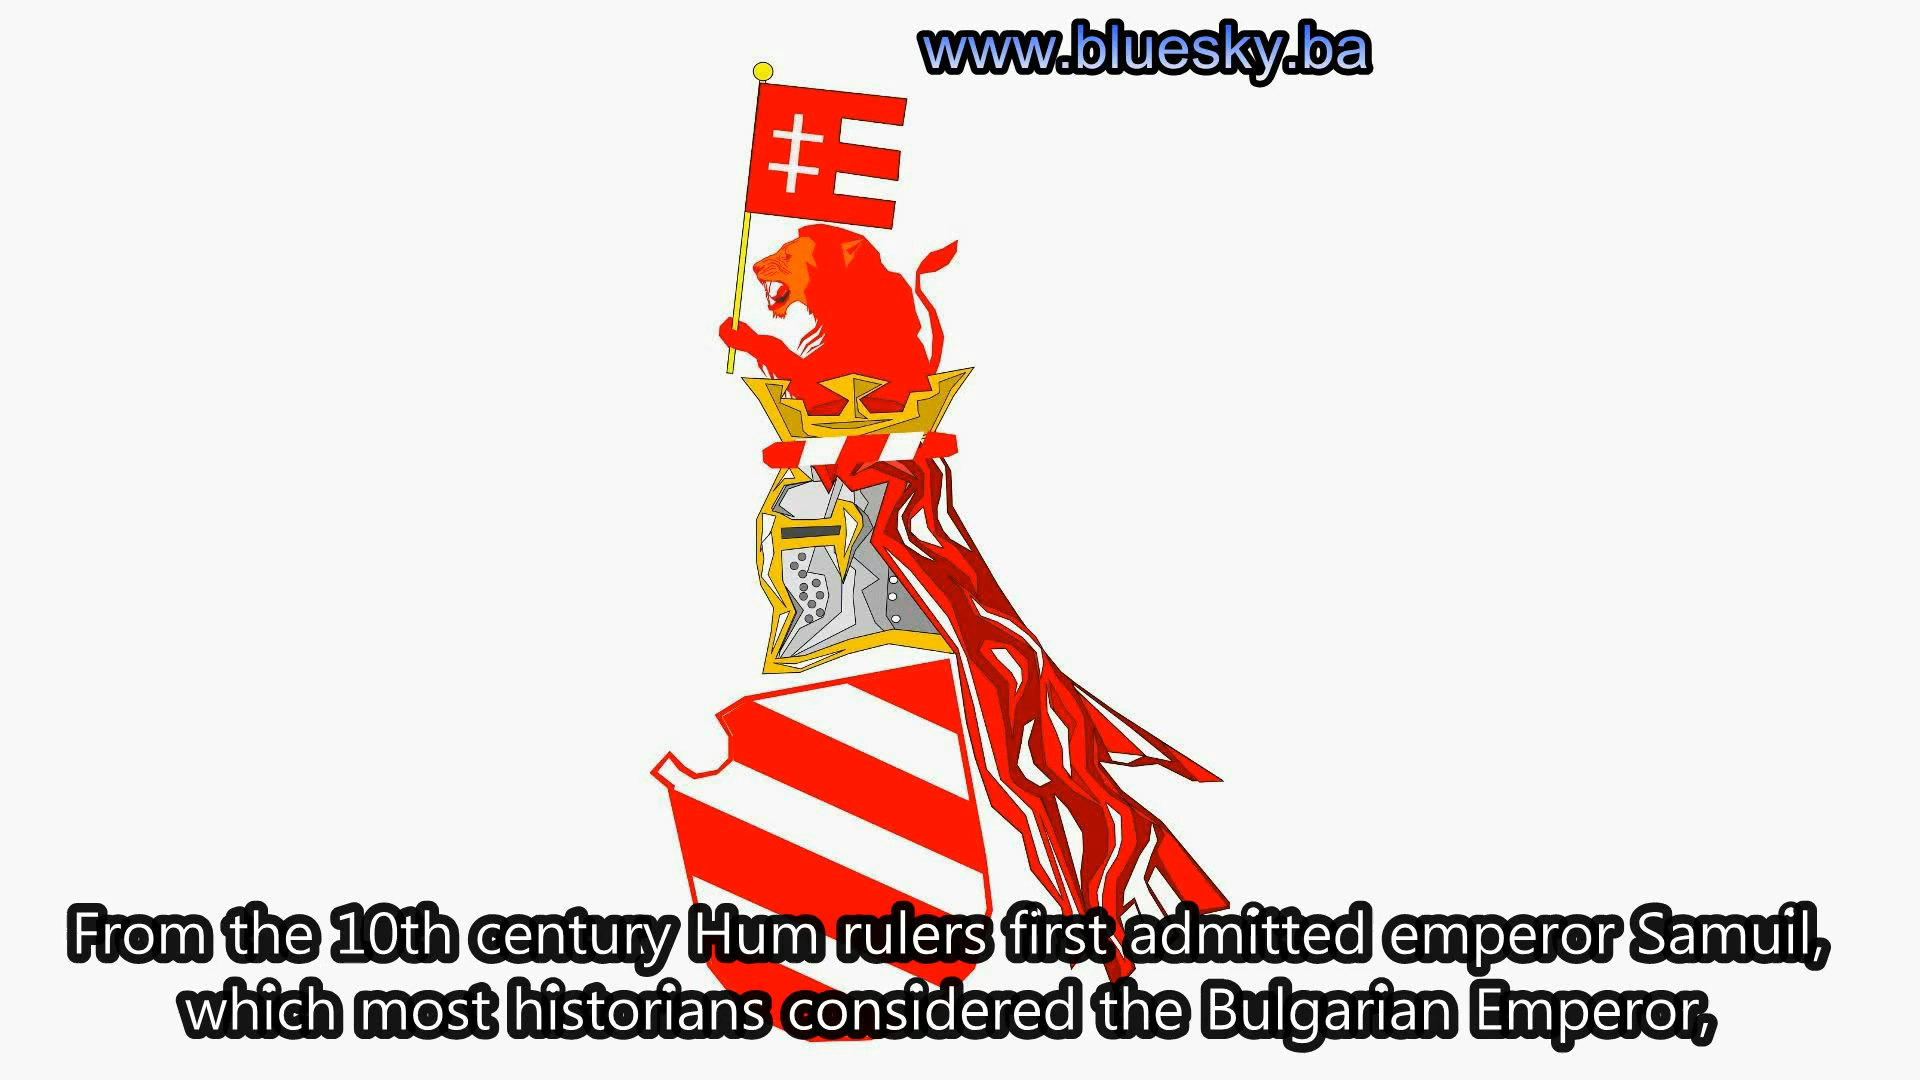 www.bluesky.ba
From the 10th century Hum rulers first admitted emperor Samuil,
which most historians considered the Bulgarian Emperor,